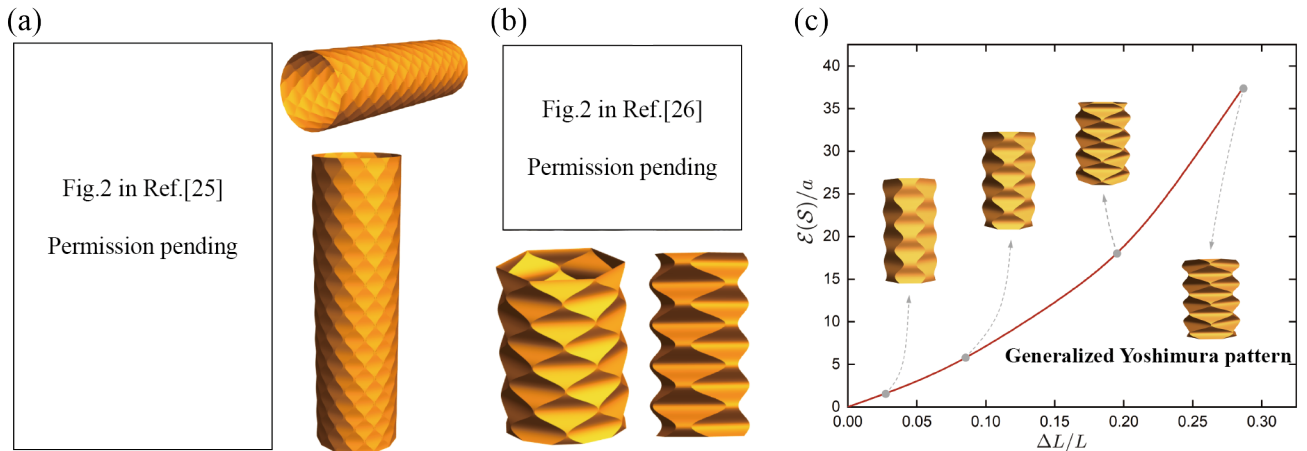 (a)
Fig.2 in Ref.[25]
Permission pending
(b)
Fig.2 in Ref.[26]
Permission pending
(c)
40
35
30
25
20
15
10
5
0
ℰ(𝒮)/a
0.00
0.05
0.10
0.15
0.20
0.25
0.30
ΔL/L
Generalized Yoshimura pattern